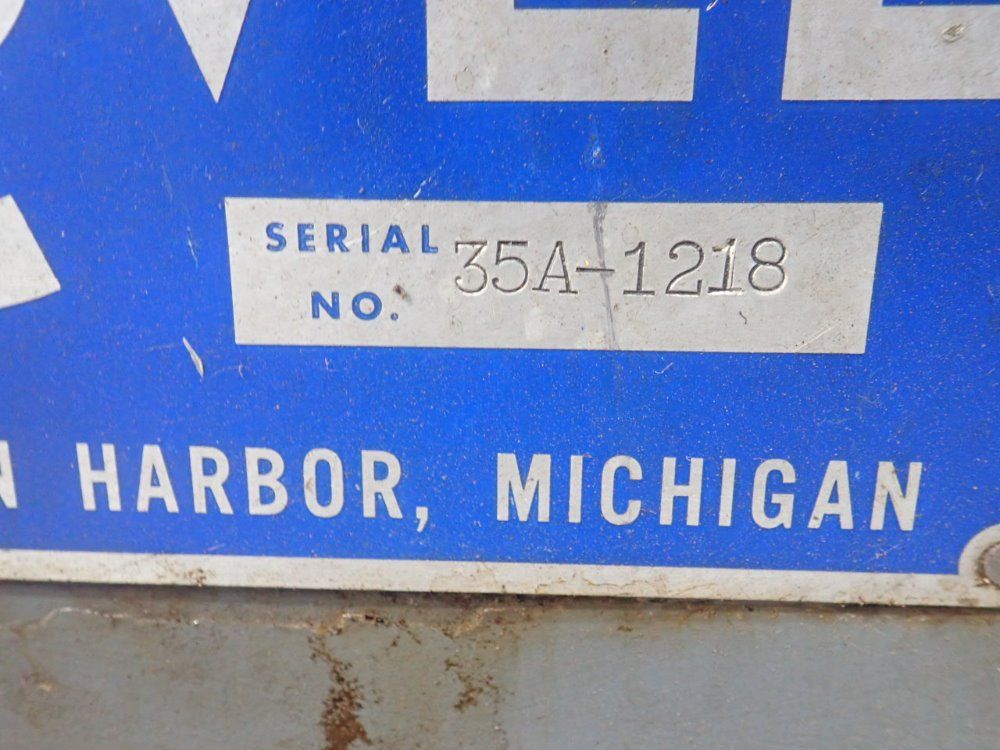 SERIAL 35A-1218
NO.
N HARBOR, MICHIGAN